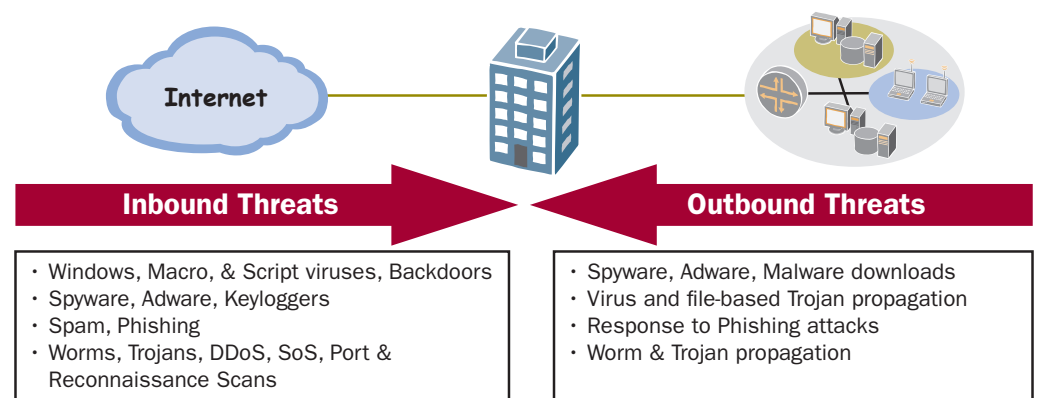 Internet
Inbound Threats
Outbound Threats
· Windows, Macro, & Script viruses, Backdoors
· Spyware, Adware, Keyloggers
· Spam, Phishing
· Worms, Trojans, DDoS, SoS, Port &
Reconnaissance Scans
· Spyware, Adware, Malware downloads
· Virus and file-based Trojan propagation
· Response to Phishing attacks
· Worm & Trojan propagation